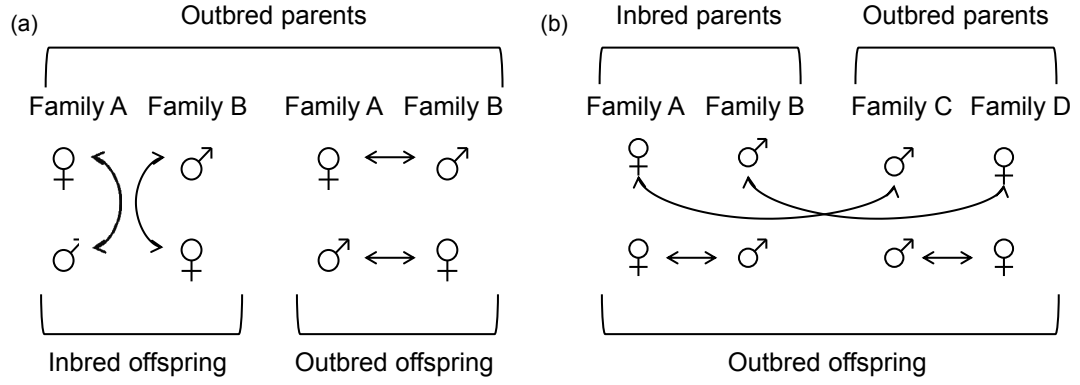 (a)
Outbred parents
Family A Family B Family A Family B
Inbred offspring Outbred offspring
(b)
Inbred parents Outbred parents
Family A Family B Family C Family D
Outbred offspring